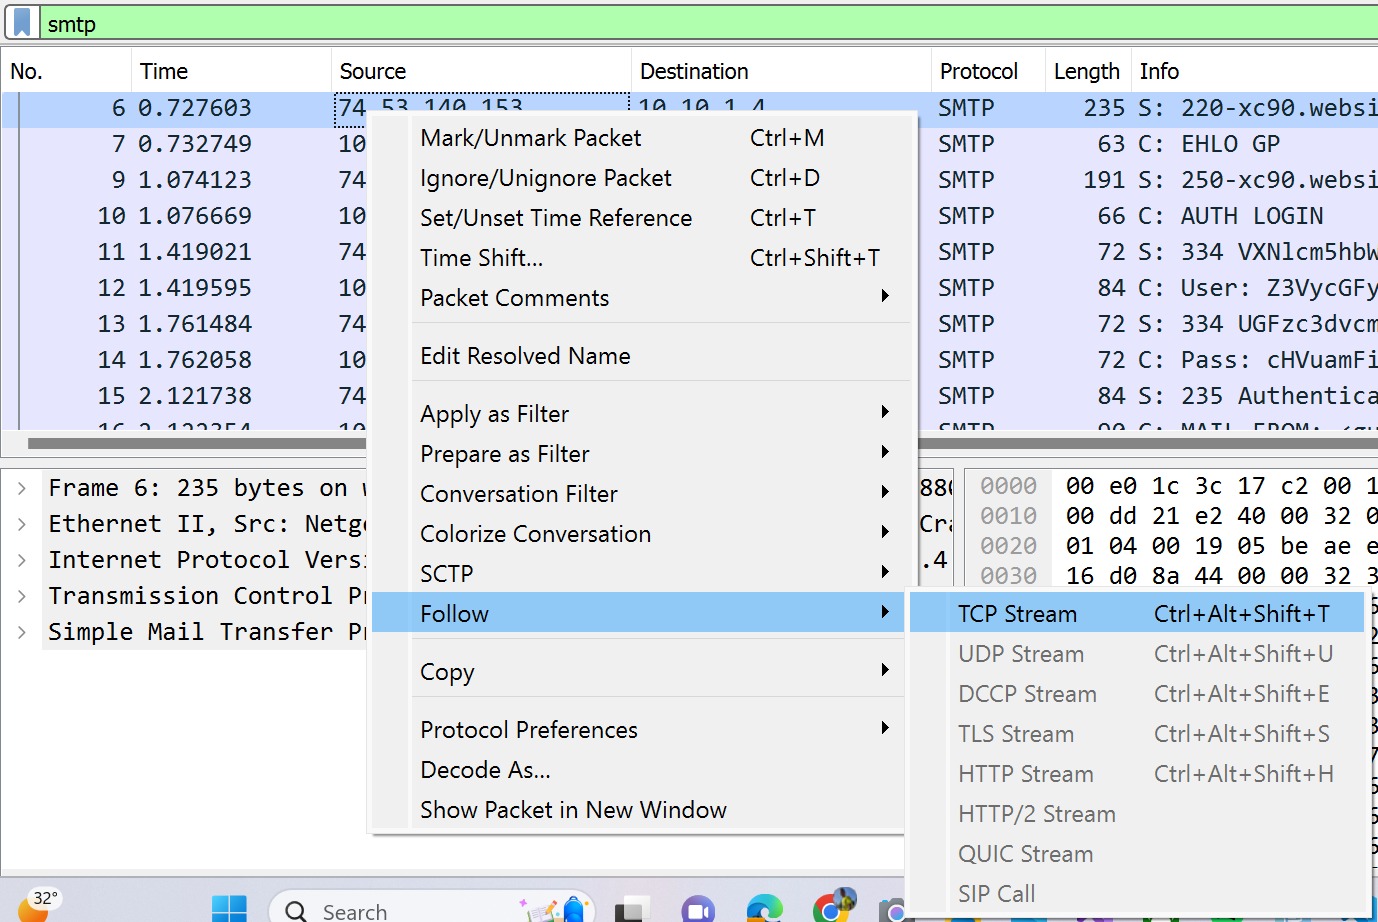 smtp
No. Time Source Destination Protocol Length Info
6 0.727603 74.53.140.153 10.10.1.4 SMTP 235 S: 220-xc90.websi
7 0.732749 10 SMTP 63 C: EHLO GP
9 1.074123 74 SMTP 191 S: 250-xc90.websi
10 1.076669 10 SMTP 66 C: AUTH LOGIN
11 1.419021 74 SMTP 72 S: 334 VXNlcm5hbW
12 1.419595 10 SMTP 84 C: User: Z3VycGFy
13 1.761484 74 SMTP 72 S: 334 UGFzc3dvcm
14 1.762058 10 SMTP 72 C: Pass: cHVuamFi
15 2.121738 74 SMTP 84 S: 235 Authentica
16 2.122354 10 SMTP 90 C: MAIL FROM: <gu
Mark/Unmark Packet Ctrl+M
Ignore/Unignore Packet Ctrl+D
Set/Unset Time Reference Ctrl+T
Time Shift... Ctrl+Shift+T
Packet Comments
Edit Resolved Name
Apply as Filter
Prepare as Filter
Conversation Filter
Colorize Conversation
SCTP
Follow
Copy
Protocol Preferences
Decode As...
Show Packet in New Window
TCP Stream Ctrl+Alt+Shift+T
UDP Stream Ctrl+Alt+Shift+U
DCCP Stream Ctrl+Alt+Shift+E
TLS Stream Ctrl+Alt+Shift+S
HTTP Stream Ctrl+Alt+Shift+H
HTTP/2 Stream
QUIC Stream
SIP Call
Frame 6: 235 bytes on
Ethernet II, Src: Netg
Internet Protocol Versi
Transmission Control P
Simple Mail Transfer P
.4
0000 00 e0 1c 3c 17 c2 00 1
0010 00 dd 21 e2 40 00 32 0
0020 01 04 00 19 05 be ae e
0030 16 d0 8a 44 00 00 32 3
32°
Search